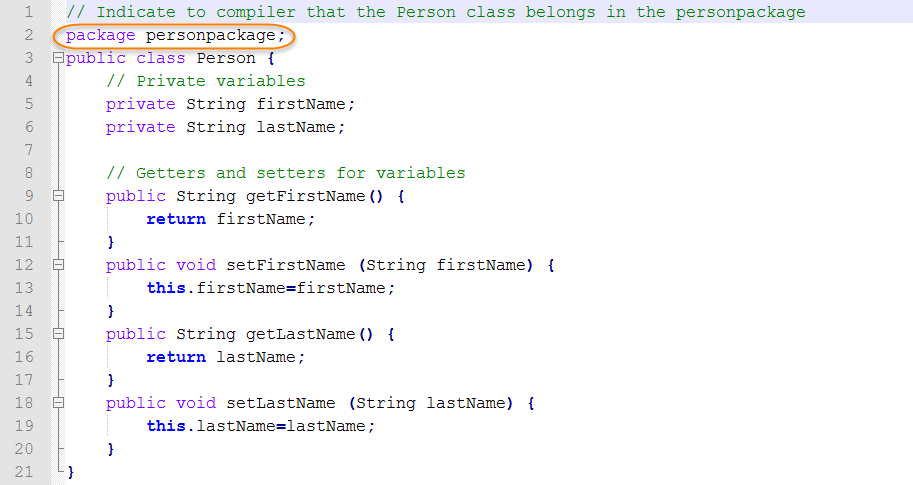 1 // Indicate to compiler that the Person class belongs in the personpackage
2 package personpackage;
3 public class Person {
4 // Private variables
5 private String firstName;
6 private String lastName;
7
8 // Getters and setters for variables
9 public String getFirstName() {
10 return firstName;
11 }
12 public void setFirstName (String firstName) {
13 this.firstName=firstName;
14 }
15 public String getLastName() {
16 return lastName;
17 }
18 public void setLastName (String lastName) {
19 this.lastName=lastName;
20 }
21 }